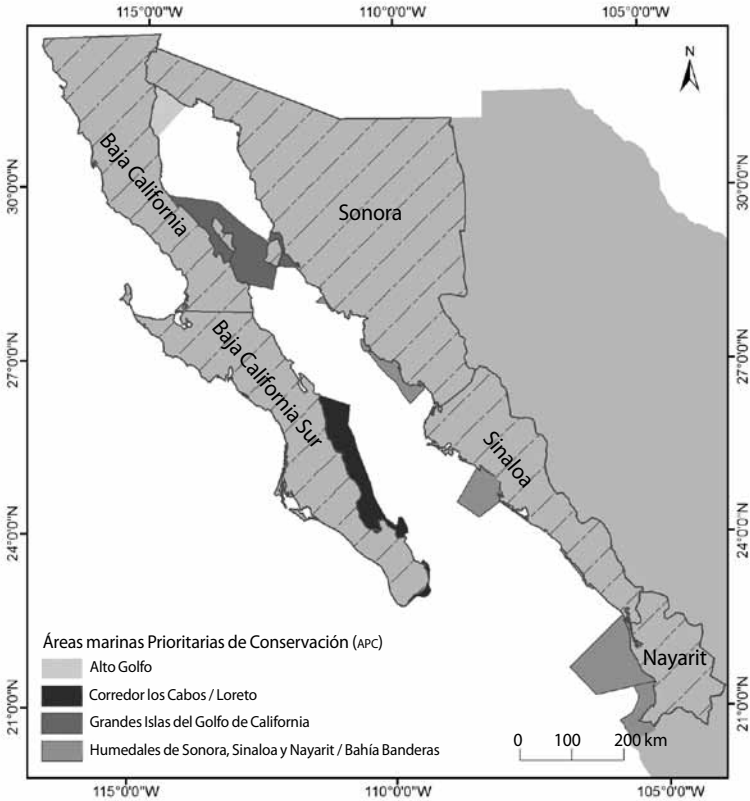 115°0'0"W
110°0'0"W
105°0'0"W
N
30°0'0"N
30°0'0"N
Baja California
Sonora
27°0'0"N
27°0'0"N
Baja California Sur
Sinaloa
24°0'0"N
24°0'0"N
Áreas marinas Prioritarias de Conservación (APC)
Alto Golfo
Nayarit
Corredor los Cabos / Loreto
21°0'0"N
21°0'0"N
Grandes Islas del Golfo de California
0 100 200 km
Humedales de Sonora, Sinaloa y Nayarit / Bahía Banderas
115°0'0"W
110°0'0"W
105°0'0"W